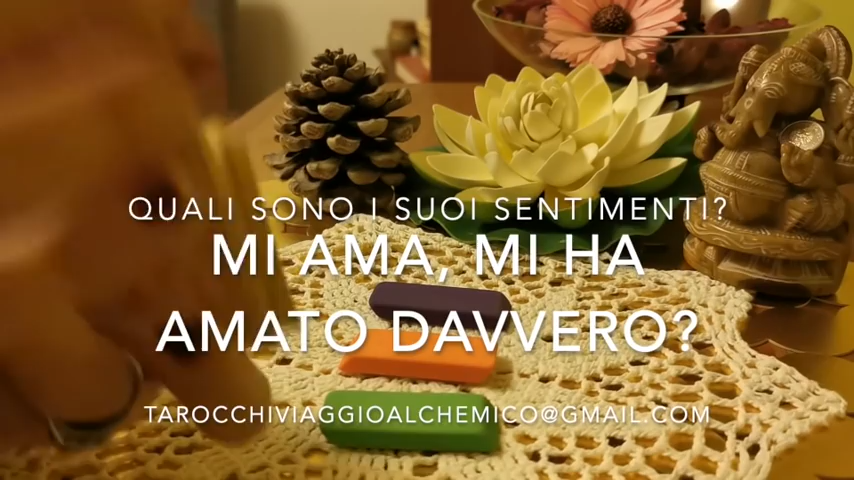 QUALI SONO I SUOI SENTIMENTI?
MI AMA, MI HA
AMATO DAVVERO?
TAROCCHIVIAGGIOALCHEMICO@GMAIL.COM